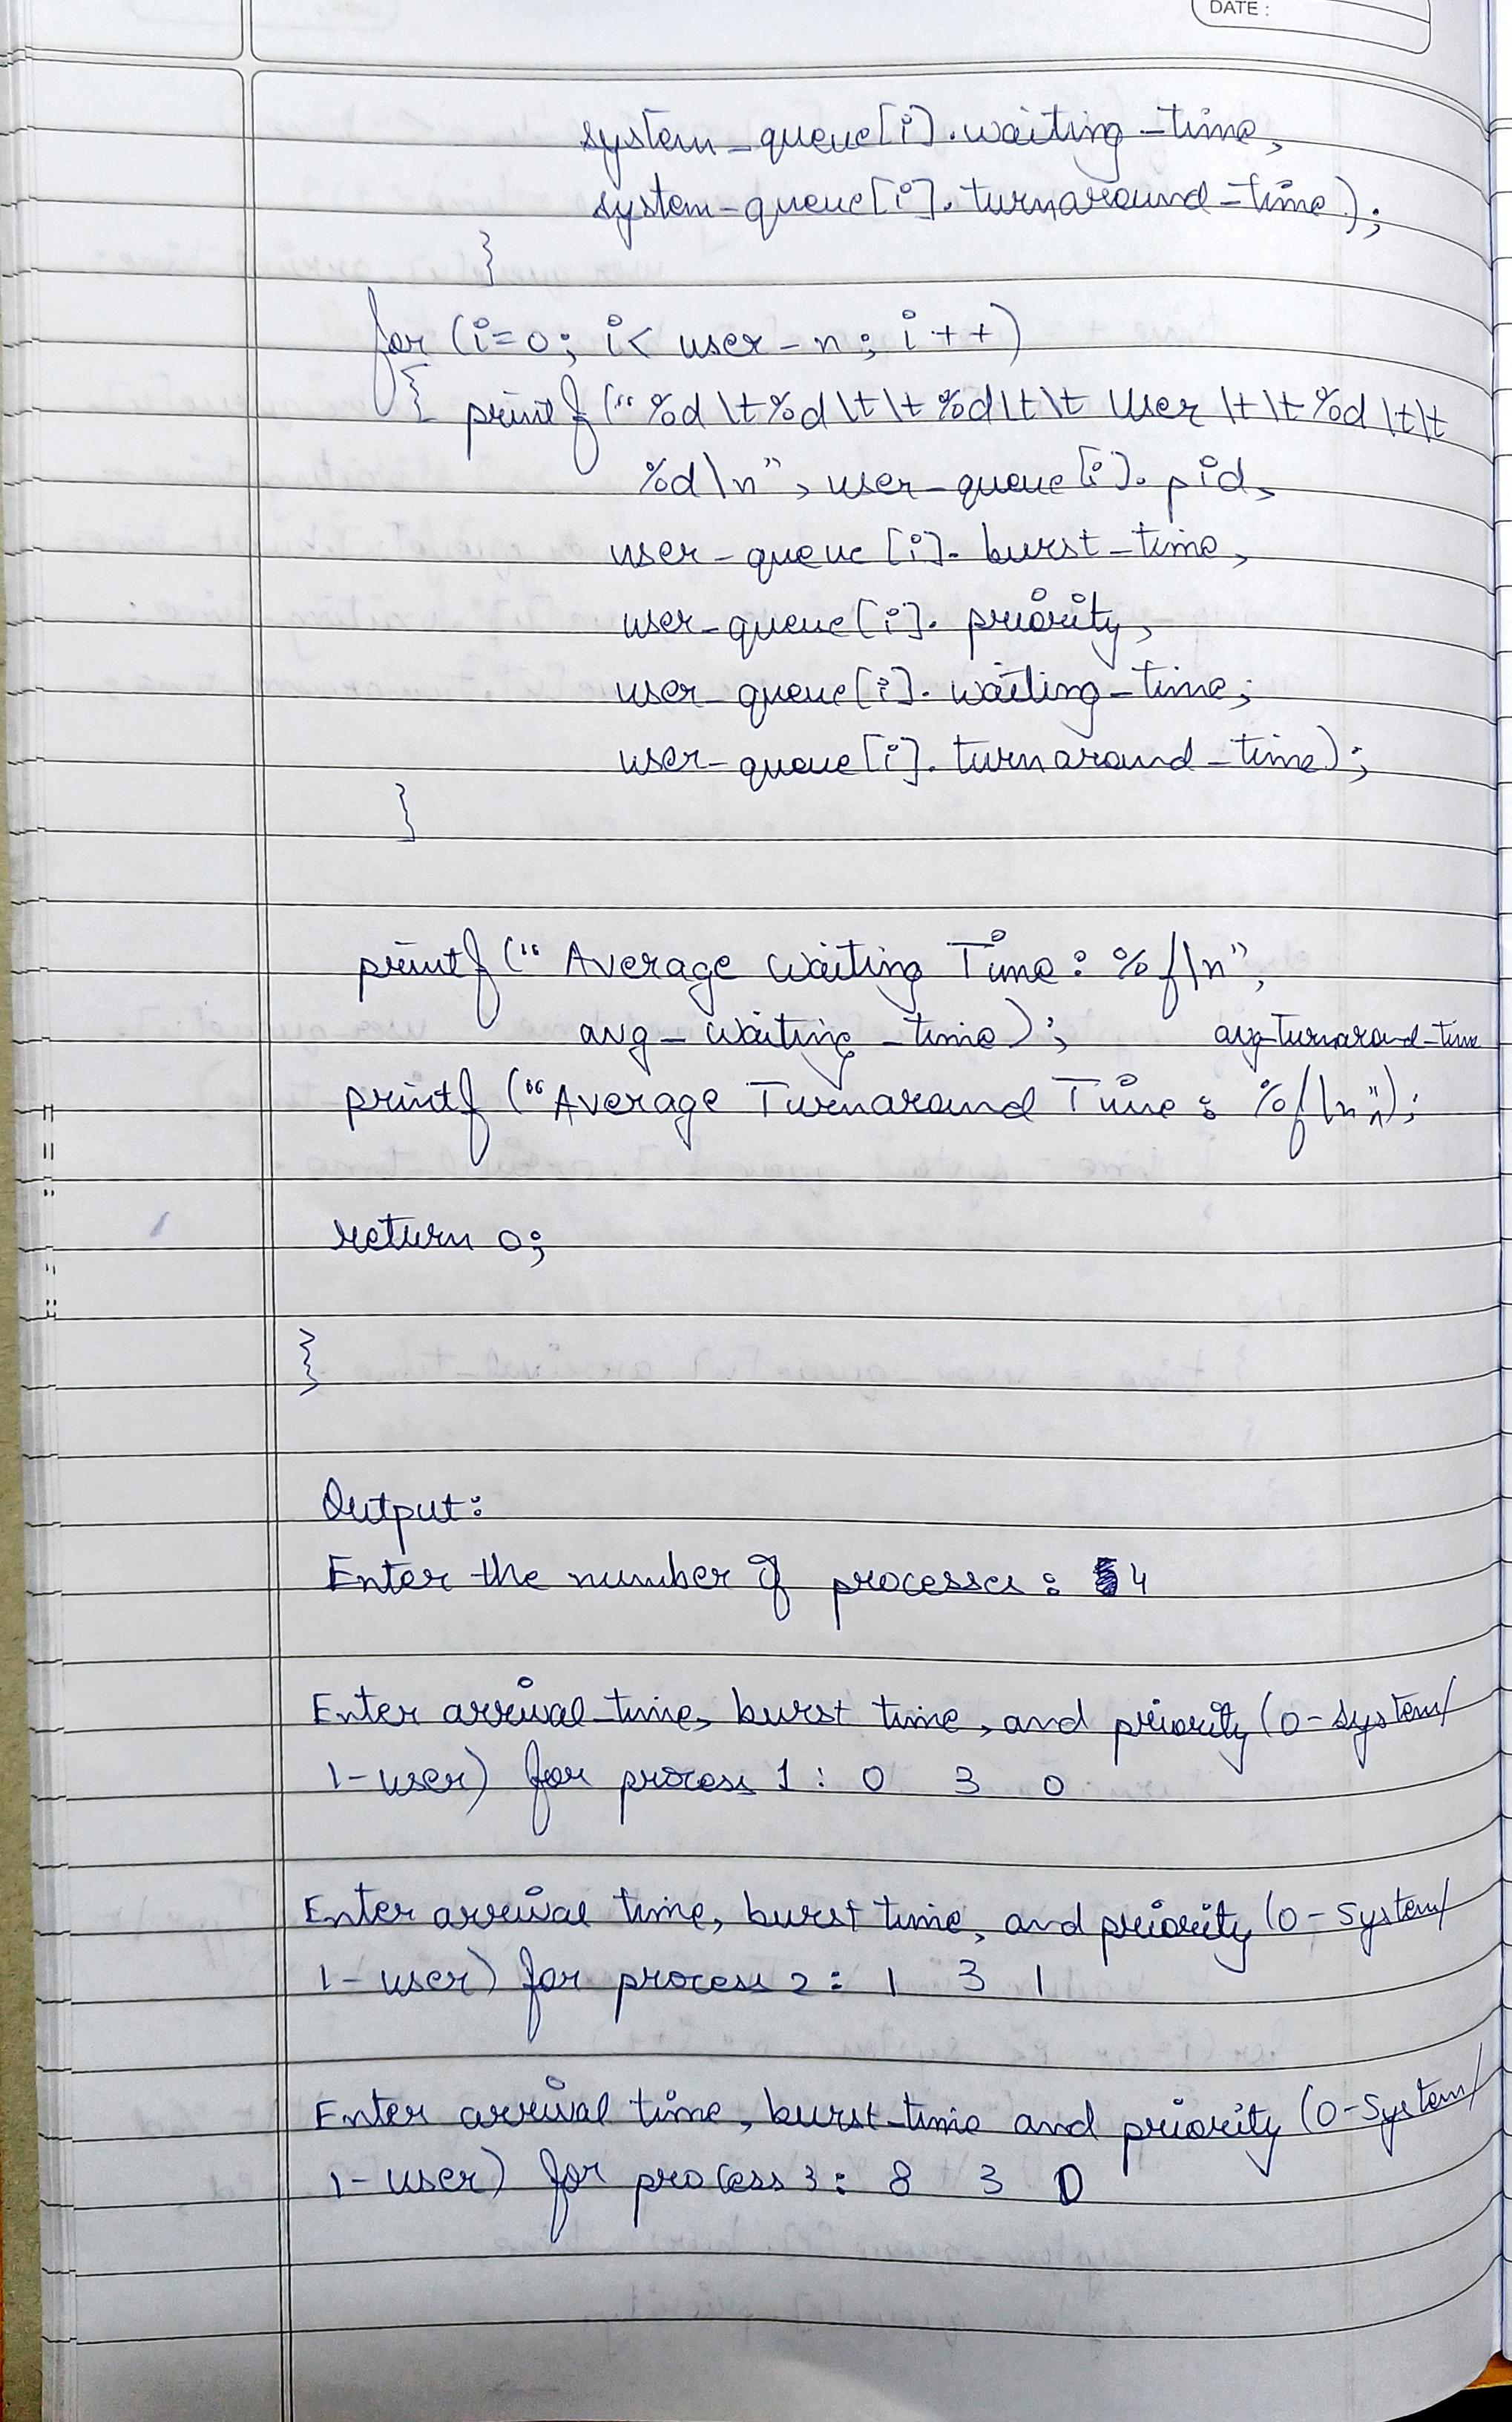 DATE :
system_queue[i].waiting_time,
system_queue[i].turnaround_time);
}
for (i=0; i< user_n; i++)
{ printf("%d\t%d\t\t%d\t\t User \t\t%d\t\t
%d\n", user_queue[i].pid,
user_queue[i].burst_time,
user_queue[i].priority,
user_queue[i].waiting_time;
user_queue[i].turnaround_time);
}
printf("Average Waiting Time: %f\n",
avg_waiting_time);
avg_turnaround_time
printf("Average Turnaround Time: %f\n");
return 0;
}
Output:
Enter the number of processes: 4
Enter arrival time, burst time, and priority (0-system/
1-user) for process 1: 0 3 0
Enter arrival time, burst time, and priority (0-system/
1-user) for process 2: 1 3 1
Enter arrival time, burst time and priority (0-System/
1-user) for process 3: 8 3 0